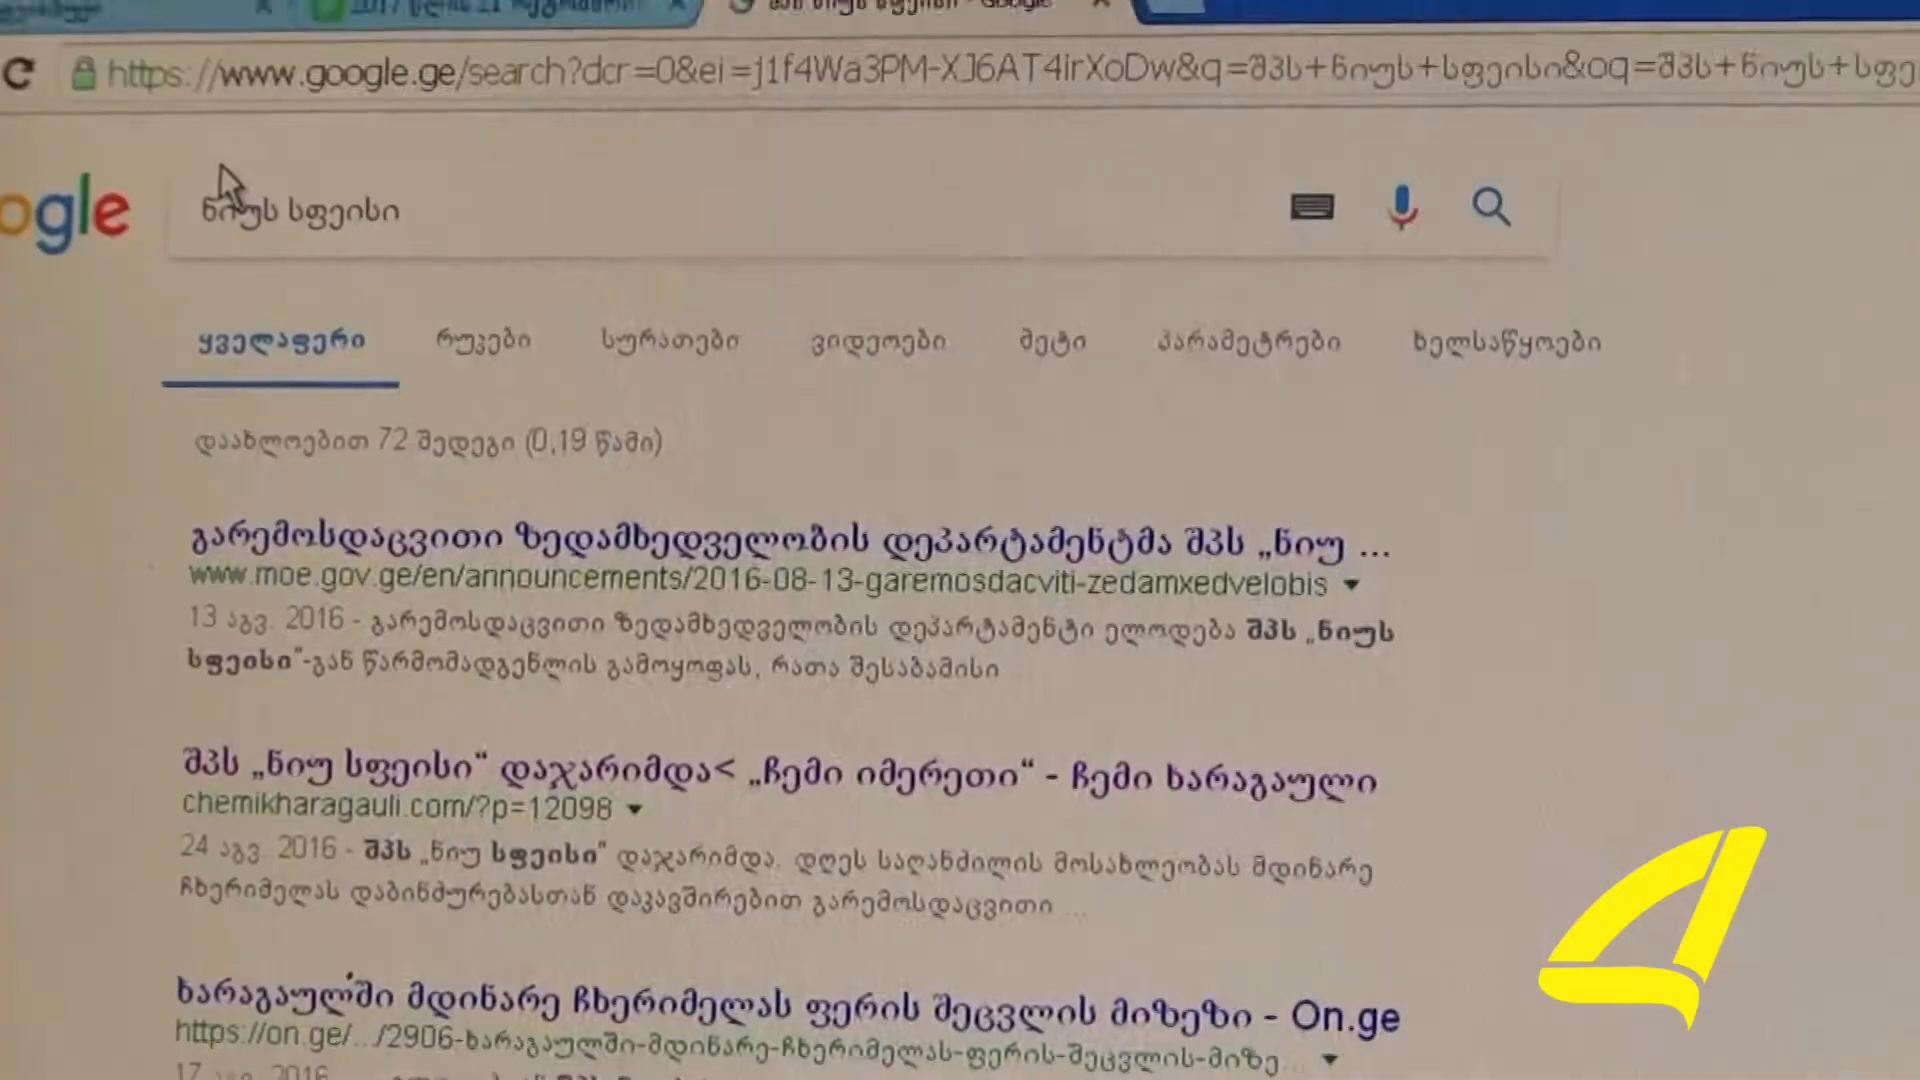 https://www.google.ge/search?dcr=0&ei=j1f4Wa3PM-XJ6AT4irXoDw&q=შპს+ნიუს+სფეისი&oq=შპს+ნიუს+სფე
ogle
ნიუს სფეისი
ყველაფერი რუკები სურათები ვიდეოები მეტი პარამეტრები ხელსაწყოები
დაახლოებით 72 შედეგი (0,19 წამი)
გარემოსდაცვითი ზედამხედველობის დეპარტამენტმა შპს „ნიუ ...
www.moe.gov.ge/en/announcements/2016-08-13-garemosdacviti-zedamxedvelobis
13 აგვ. 2016 - გარემოსდაცვითი ზედამხედველობის დეპარტამენტი ელოდება შპს „ნიუს
სფეისი"-გან წარმომადგენლის გამოყოფას, რათა შესაბამისი
შპს „ნიუ სფეისი“ დაჯარიმდა< „ჩემი იმერეთი“ - ჩემი ხარაგაული
chemikharagauli.com/?p=12098
24 აგვ. 2016 - შპს „ნიუ სფეისი" დაჯარიმდა. დღეს საღანძილის მოსახლეობას მდინარე
ჩხერიმელას დაბინძურებასთან დაკავშირებით გარემოსდაცვითი ...
ხარაგაულში მდინარე ჩხერიმელას ფერის შეცვლის მიზეზი - On.ge
https://on.ge/.../2906-ხარაგაულში-მდინარე-ჩხერიმელას-ფერის-შეცვლის-მიზე...